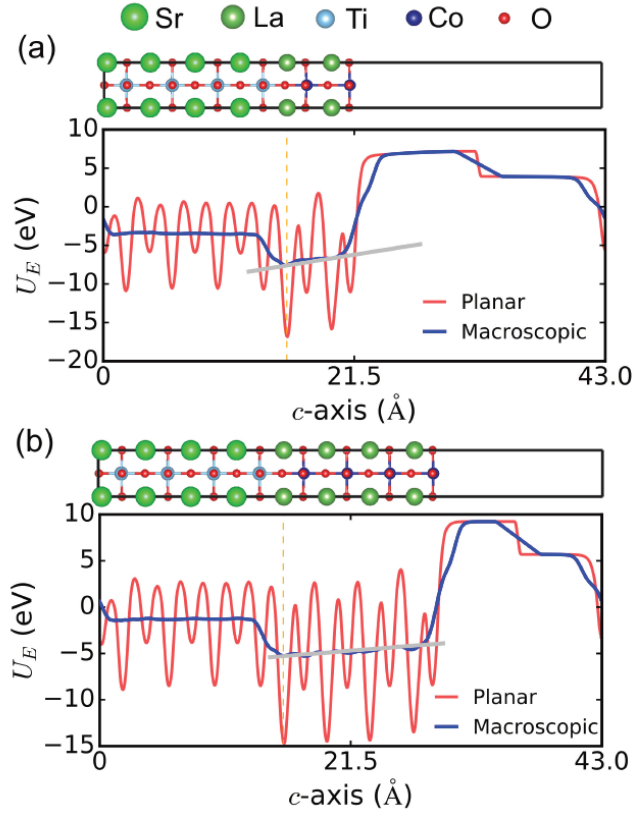 Sr La Ti Co O
(a)
10
5
0
−5
−10
−15
−20
U_E (eV)
Planar
Macroscopic
0 21.5 43.0
c-axis (Å)
(b)
10
5
0
−5
−10
−15
U_E (eV)
Planar
Macroscopic
0 21.5 43.0
c-axis (Å)